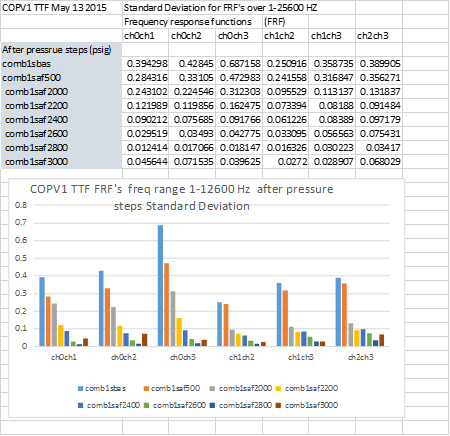 COPV1 TTF May 13 2015 Standard Deviation for FRF's over 1-25600 HZ
Frequency response functions (FRF)
ch0ch1 ch0ch2 ch0ch3 ch1ch2 ch1ch3 ch2ch3
After pressrue steps (psig)
comb1sbas 0.394298 0.42845 0.687158 0.250916 0.358735 0.389905
comb1saf500 0.284316 0.33105 0.472983 0.241558 0.316847 0.356271
comb1saf2000 0.243102 0.224546 0.312303 0.095529 0.113137 0.131837
comb1saf2200 0.121989 0.119856 0.162475 0.073394 0.08188 0.091484
comb1saf2400 0.090212 0.075685 0.091766 0.061226 0.08389 0.097179
comb1saf2600 0.029519 0.03493 0.042775 0.033095 0.056563 0.075431
comb1saf2800 0.012414 0.017066 0.018147 0.016326 0.030223 0.03417
comb1saf3000 0.045644 0.071535 0.039625 0.0272 0.028907 0.068029
COPV1 TTF FRF's freq range 1-12600 Hz after pressure
steps Standard Deviation
0.8
0.7
0.6
0.5
0.4
0.3
0.2
0.1
0
ch0ch1 ch0ch2 ch0ch3 ch1ch2 ch1ch3 ch2ch3
comb1sbas comb1saf500 comb1saf2000 comb1saf2200
comb1saf2400 comb1saf2600 comb1saf2800 comb1saf3000